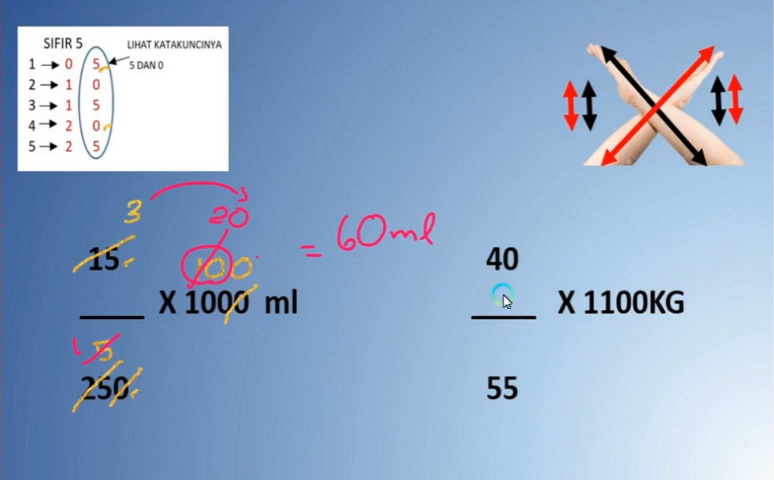 SIFIR 5
LIHAT KATAKUNCINYA
5 DAN 0
1 → 0 5
2 → 1 0
3 → 1 5
4 → 2 0
5 → 2 5
3 20
15 100 = 60ml
X 1000 ml
1 5
250
40
X 1100KG
55